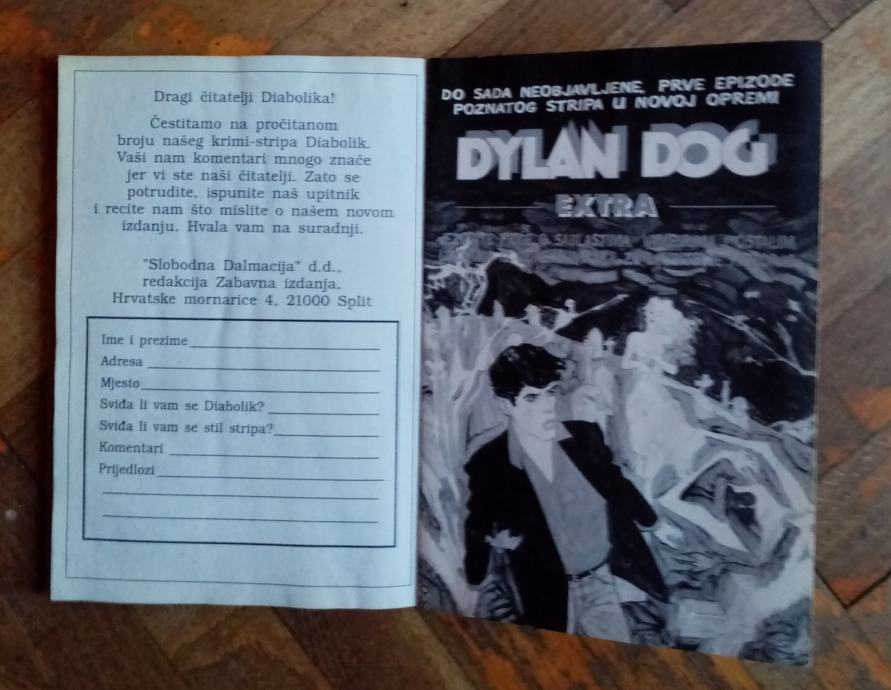 Dragi čitatelji Diabolika!
Čestitamo na pročitanom
broju našeg krimi-stripa Diabolik.
Vaši nam komentari mnogo znače
jer vi ste naši čitatelji. Zato se
potrudite, ispunite naš upitnik
i recite nam što mislite o našem novom
izdanju. Hvala vam na suradnji.
"Slobodna Dalmacija" d.d.,
redakcija Zabavna izdanja,
Hrvatske mornarice 4, 21000 Split
Ime i prezime
Adresa
Mjesto
Sviđa li vam se Diabolik?
Sviđa li vam se stil stripa?
Komentari
Prijedlozi
DO SADA NEOBJAVLJENE, PRVE EPIZODE
POZNATOG STRIPA U NOVOJ OPREMI
DYLAN DOG
EXTRA
SABLASTIMA